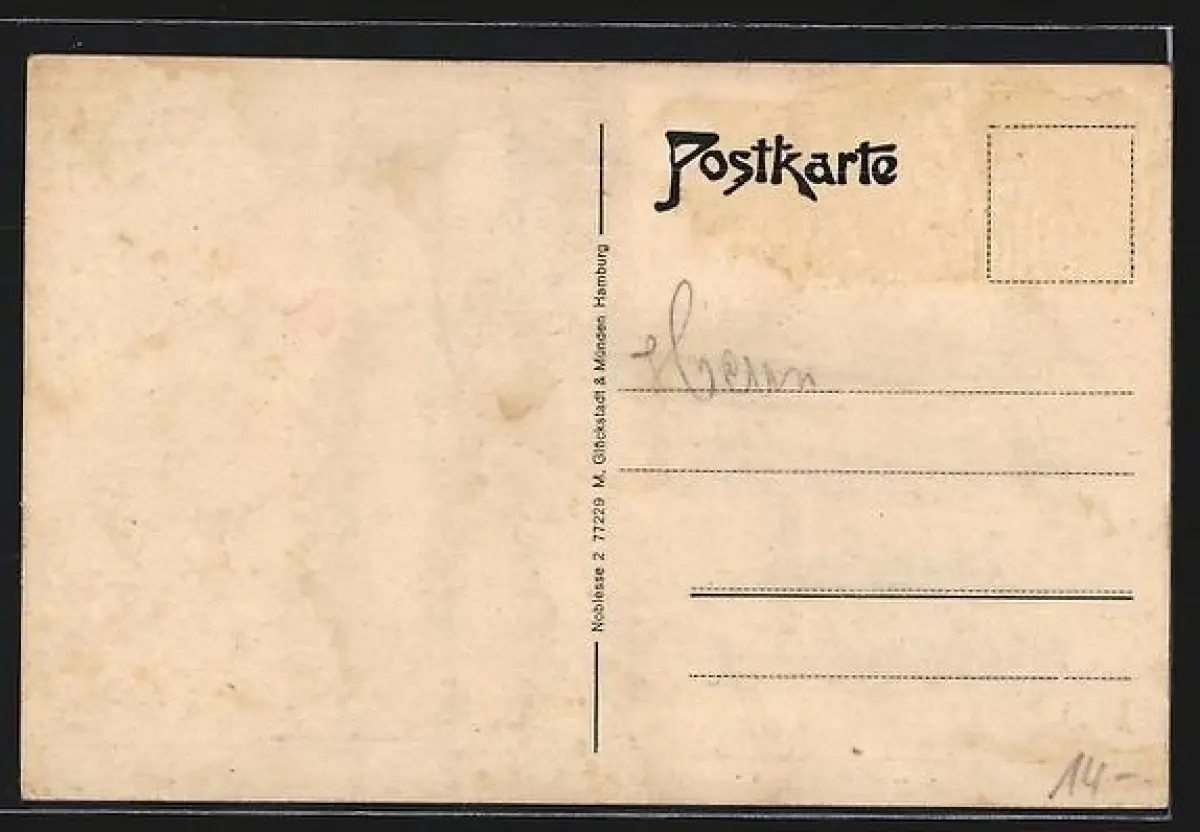 Postkarte
Noblesse 2 77229 M. Glückstadt & Münden Hamburg
Herrn
14.-